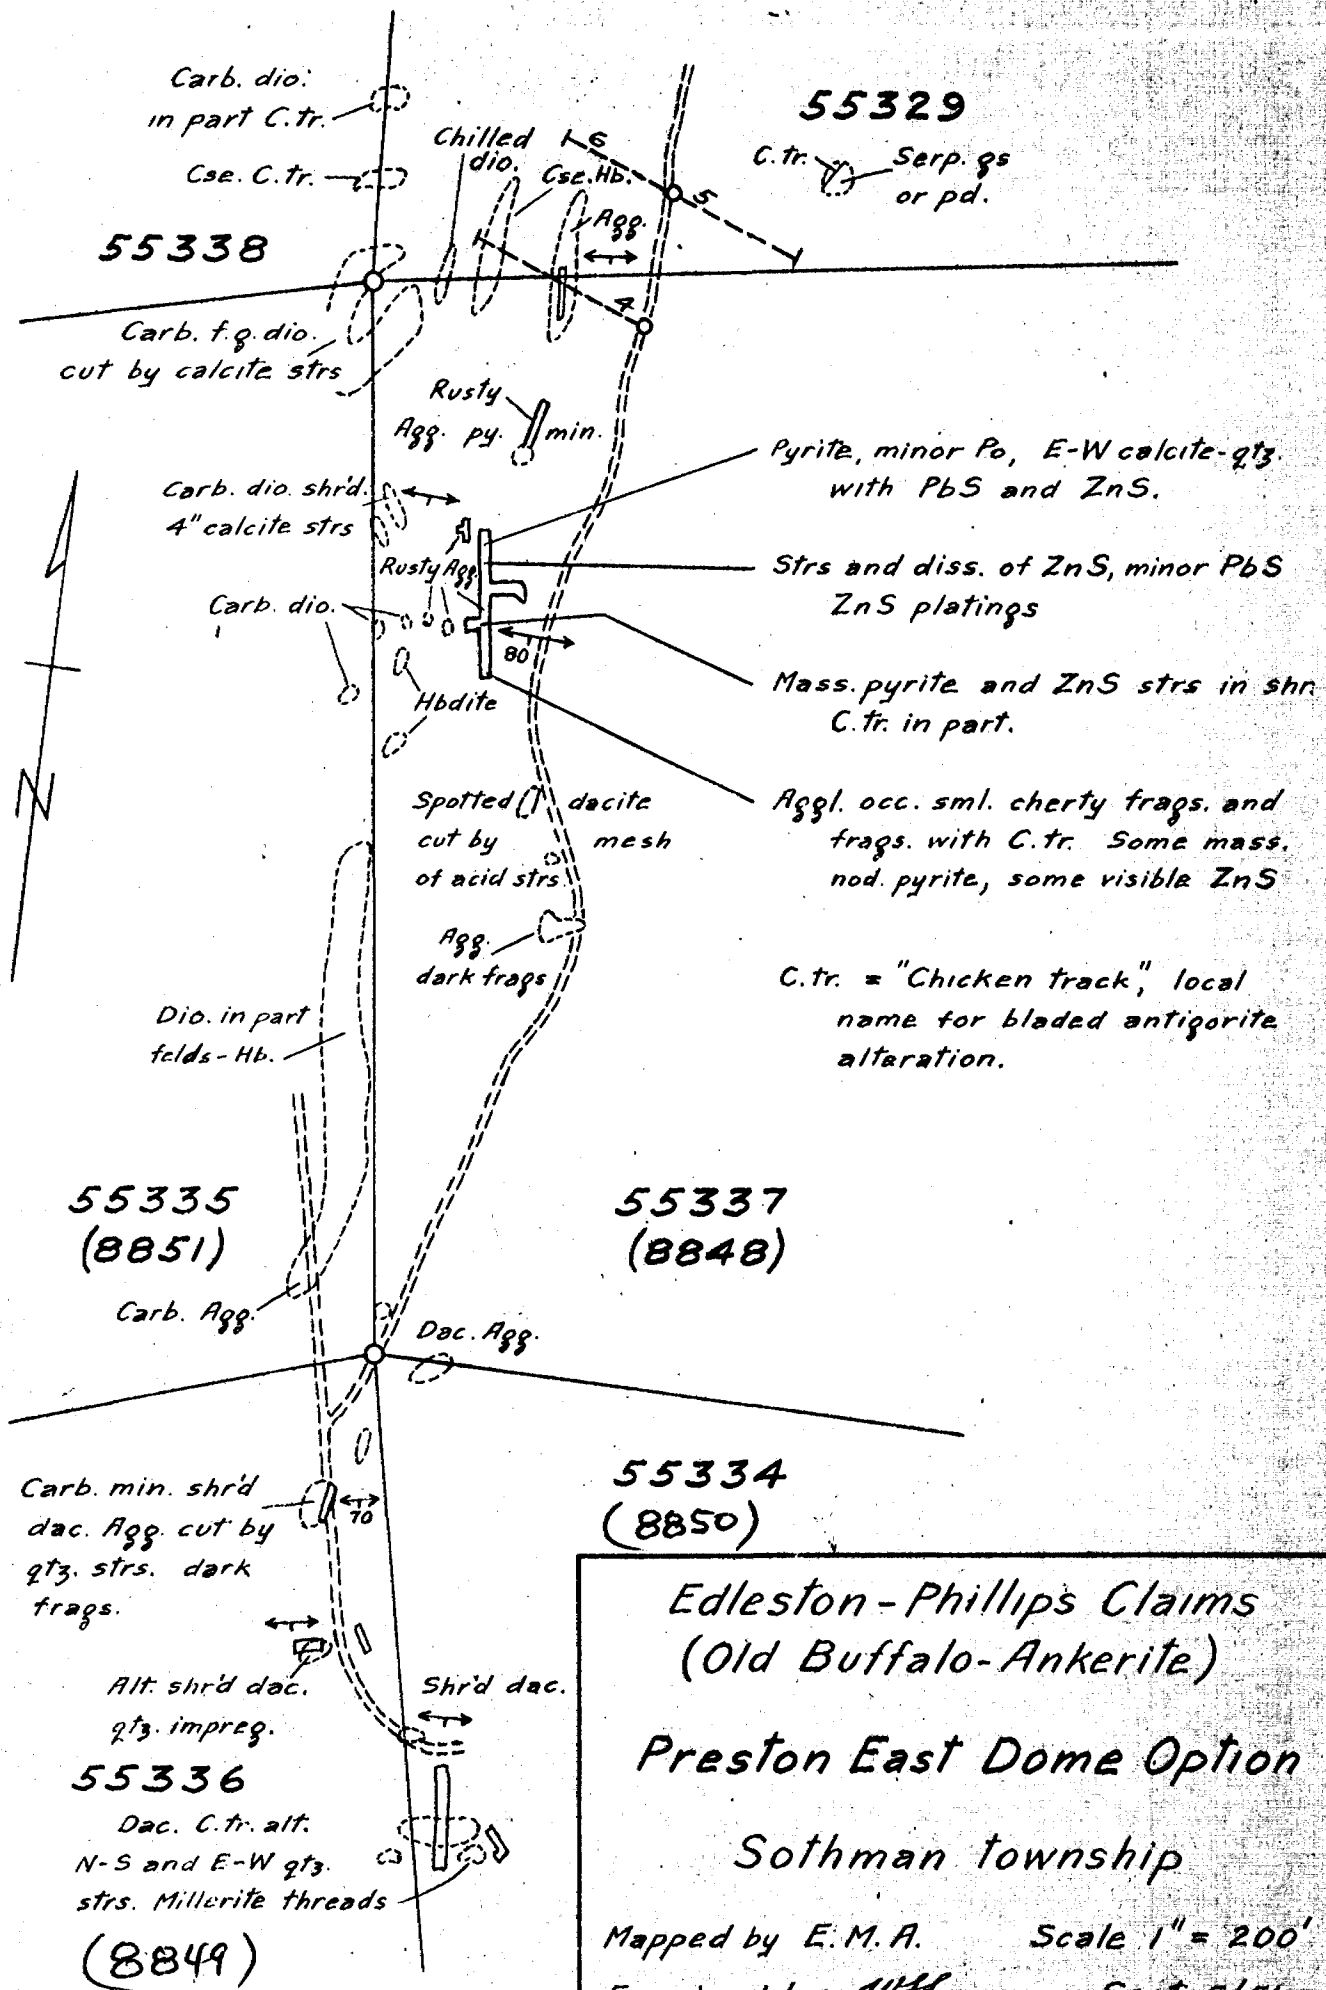 Carb. dio.
in part C.tr.
Cse. C.tr.
Chilled
dio.
Cse. Hb.
Agg.
6
5
4
55329
C.tr.
Serp. gs
or pd.
55338
Carb. f.g. dio.
cut by calcite strs
Rusty
Agg. py. min.
Carb. dio. shr'd.
4" calcite strs
Rusty Agg
Carb. dio.
80
Hbdite
Pyrite, minor Po, E-W calcite-qtz.
with PbS and ZnS.
Strs and diss. of ZnS, minor PbS
ZnS platings
Mass. pyrite and ZnS strs in shr
C.tr. in part.
Aggl. occ. sml. cherty frags. and
frags. with C.tr. Some mass.
nod. pyrite, some visible ZnS
N
Spotted dacite
cut by mesh
of acid strs
Agg.
dark frags
C.tr. = "Chicken track", local
name for bladed antigorite
alteration.
Dio. in part
felds-Hb.
55335
(8851)
55337
(8848)
Carb. Agg.
Dac. Agg.
55334
(8850)
Carb. min. shr'd
dac. Agg. cut by
qtz. strs. dark
frags.
70
Alt. shr'd dac.
qtz. impreg.
Shr'd dac.
55336
Dac. C.tr. alt.
N-S and E-W qtz.
strs. Millerite threads
(8849)
Edleston-Phillips Claims
(Old Buffalo-Ankerite)
Preston East Dome Option
Sothman township
Mapped by E.M.A. Scale 1" = 200'